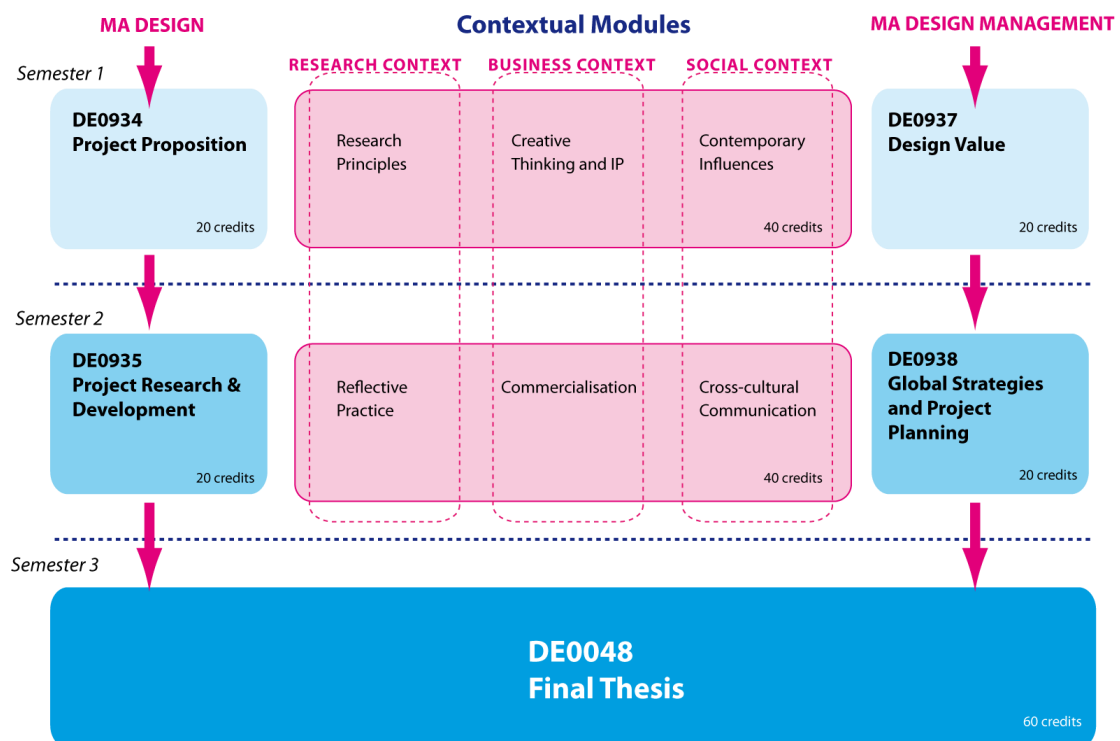 MA DESIGN
Contextual Modules
MA DESIGN MANAGEMENT
Semester 1
RESEARCH CONTEXT
BUSINESS CONTEXT
SOCIAL CONTEXT
DE0934
Project Proposition
20 credits
Research
Principles
Creative
Thinking and IP
Contemporary
Influences
40 credits
DE0937
Design Value
20 credits
Semester 2
DE0935
Project Research &
Development
20 credits
Reflective
Practice
Commercialisation
Cross-cultural
Communication
40 credits
DE0938
Global Strategies
and Project
Planning
20 credits
Semester 3
DE0048
Final Thesis
60 credits